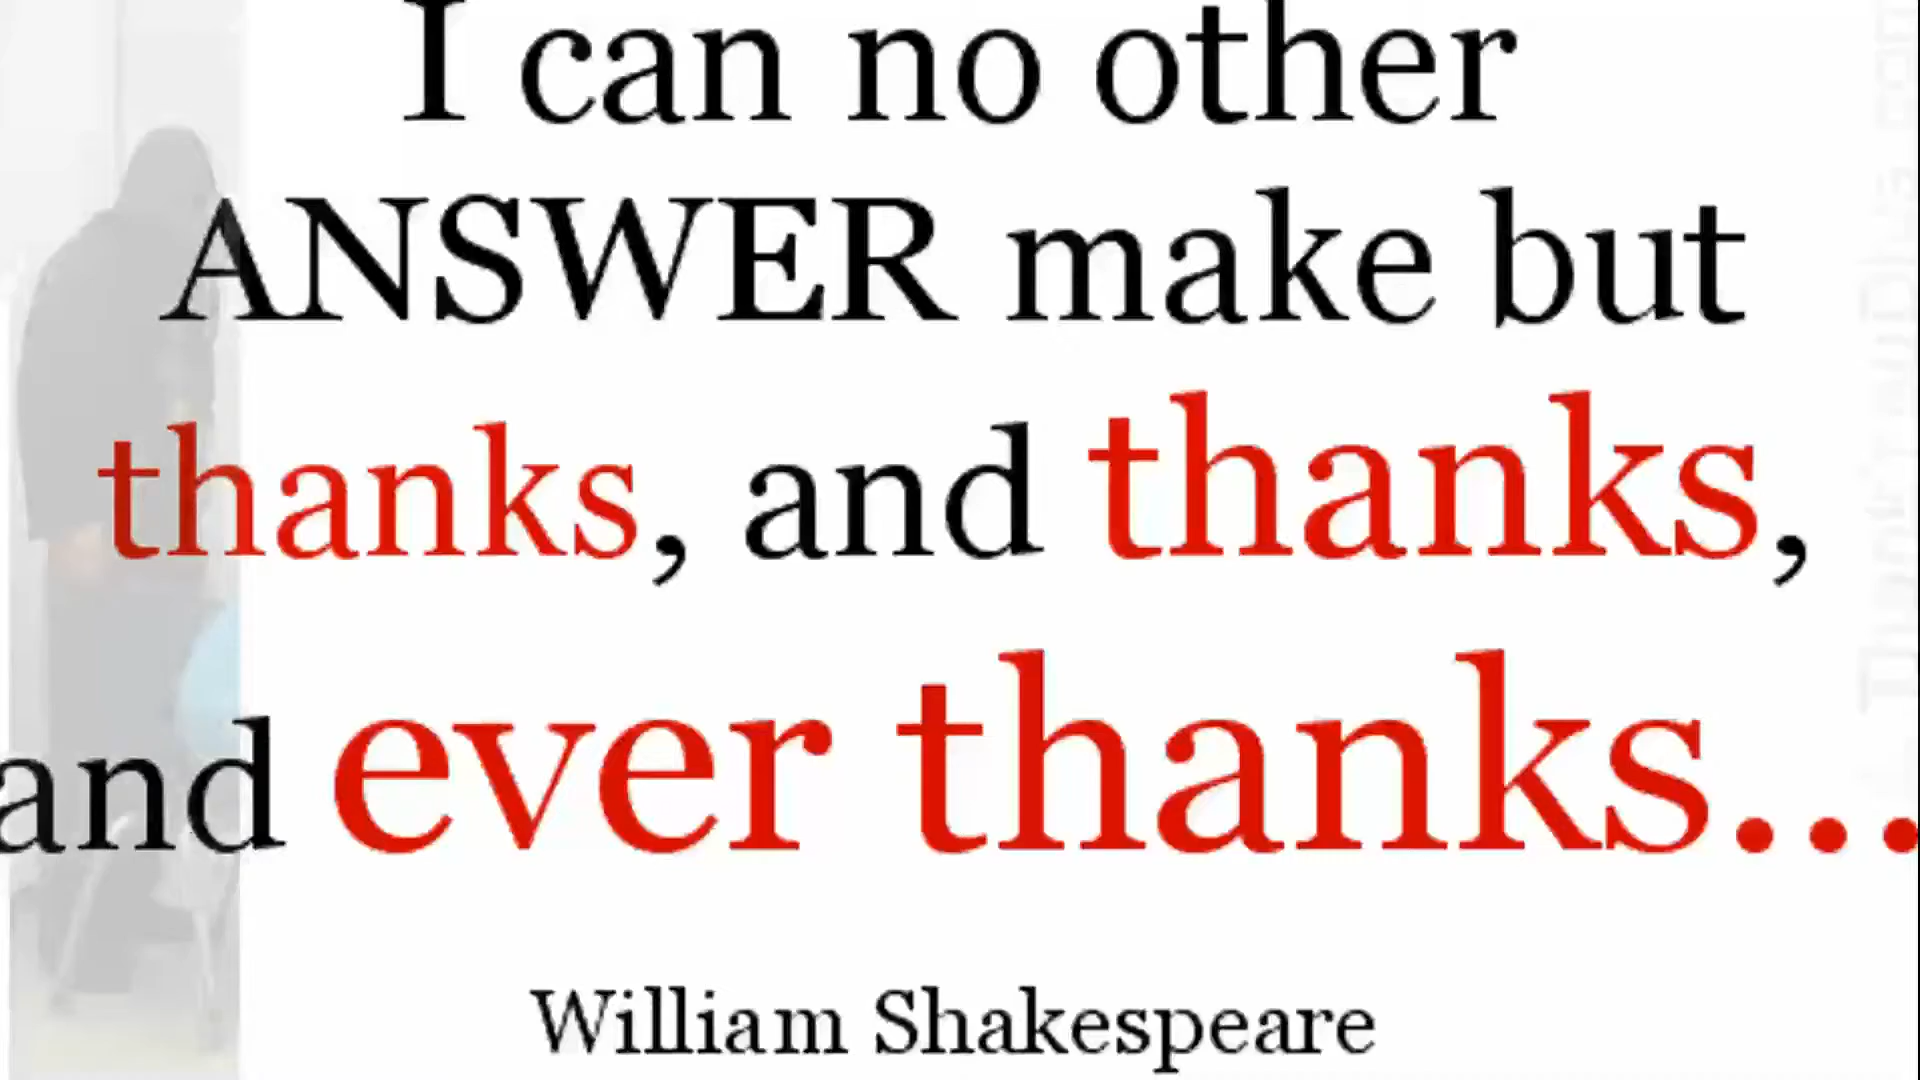 I can no other
ANSWER make but
thanks, and thanks,
and ever thanks...
William Shakespeare